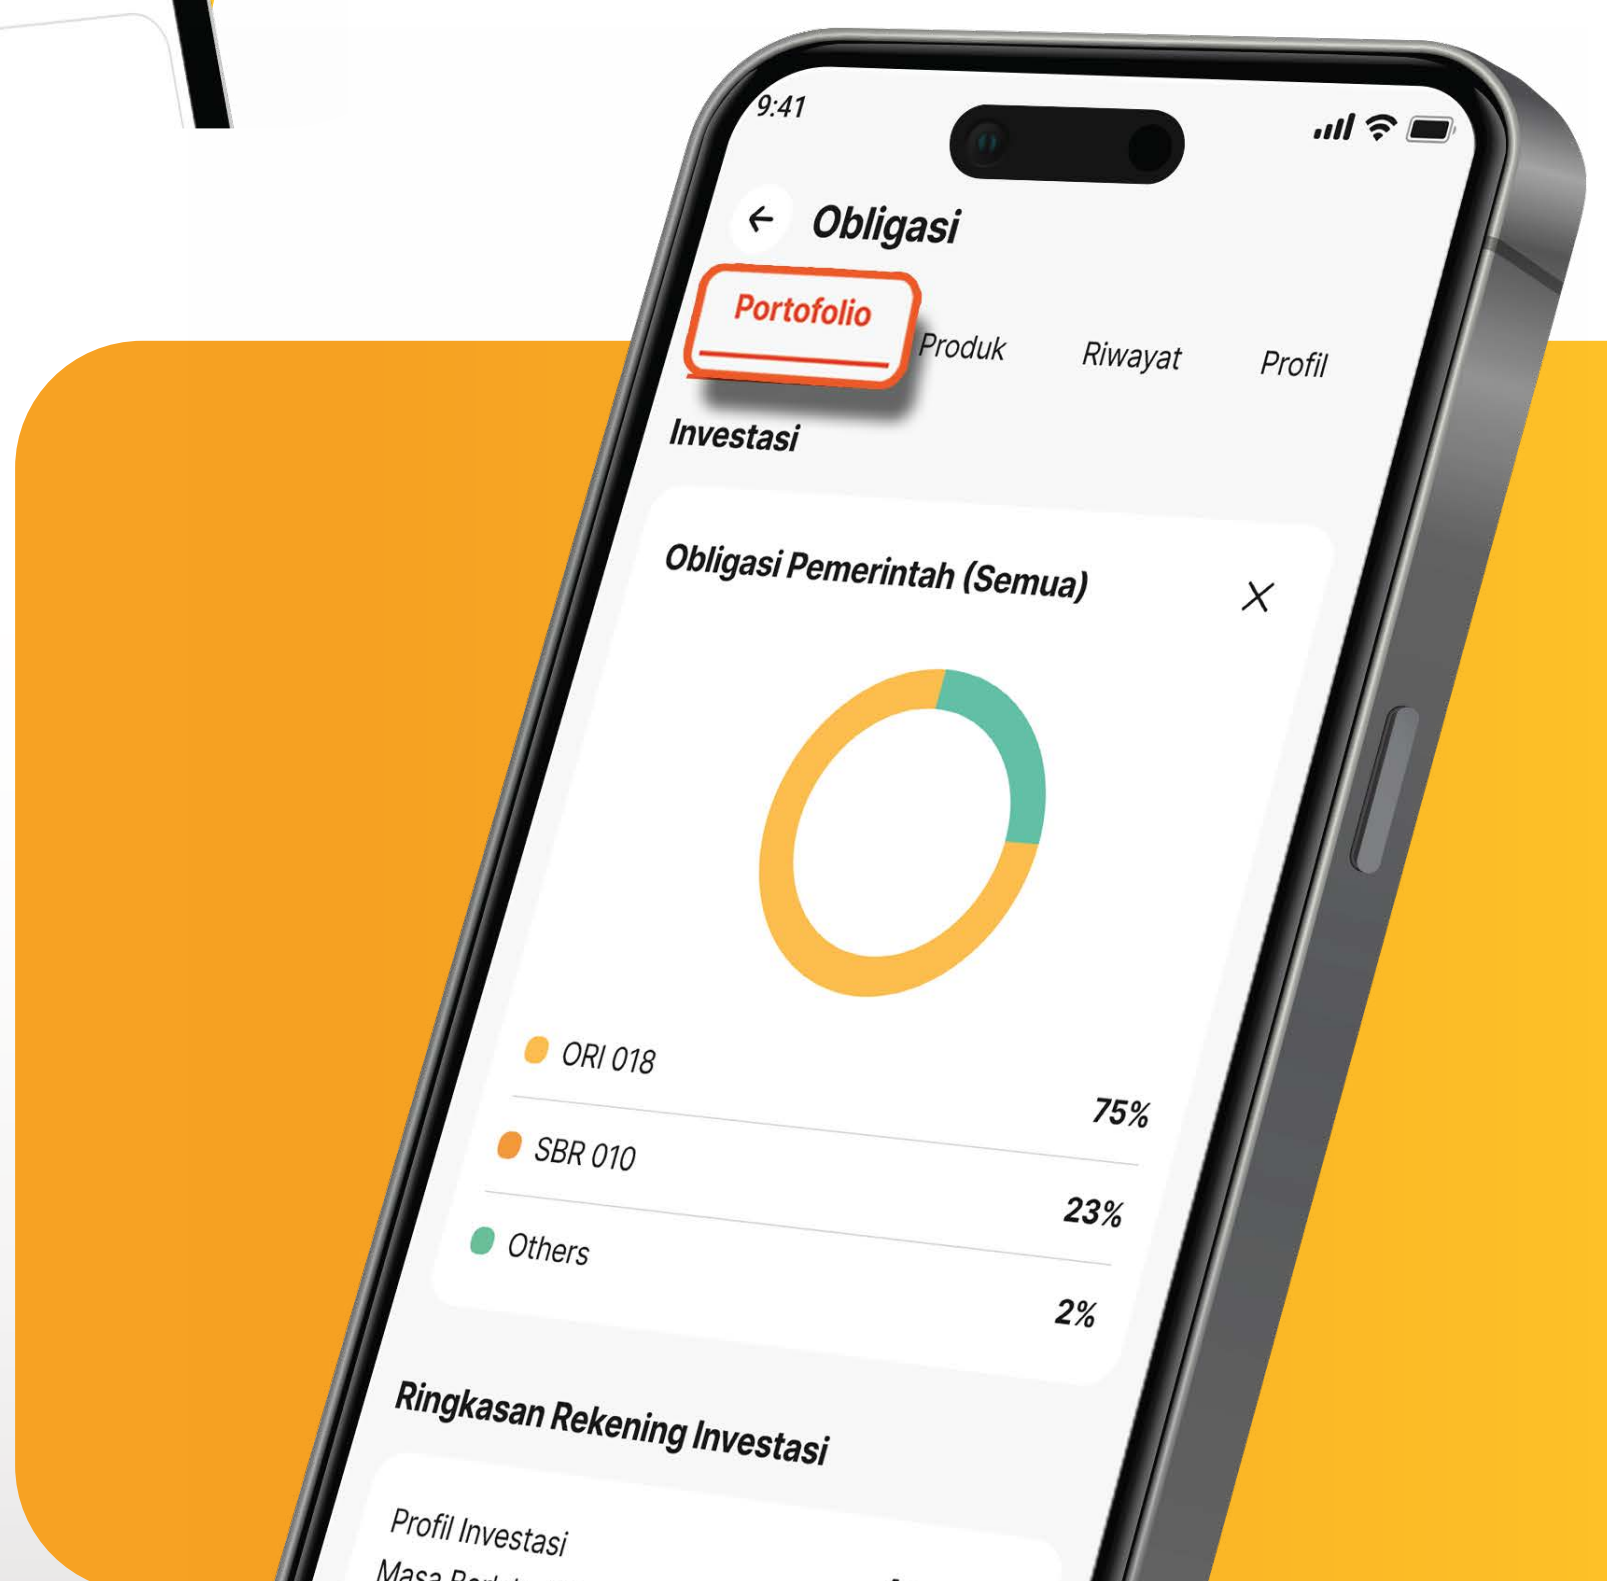 9:41
Obligasi
Portofolio
Produk
Riwayat
Profil
Investasi
Obligasi Pemerintah (Semua)
ORI 018
75%
SBR 010
23%
Others
2%
Ringkasan Rekening Investasi
Profil Investasi
Masa